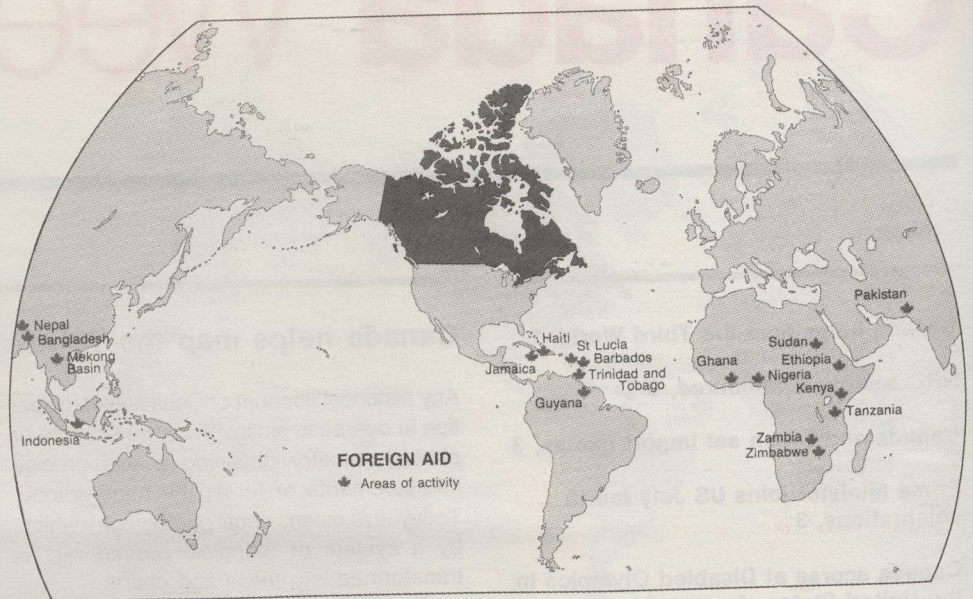 Nepal
Bangladesh
Mekong
Basin
Indonesia
Haiti
Jamaica
St Lucia
Barbados
Trinidad and
Tobago
Guyana
FOREIGN AID
Areas of activity
Pakistan
Sudan
Ethiopia
Ghana
Nigeria
Kenya
Tanzania
Zambia
Zimbabwe